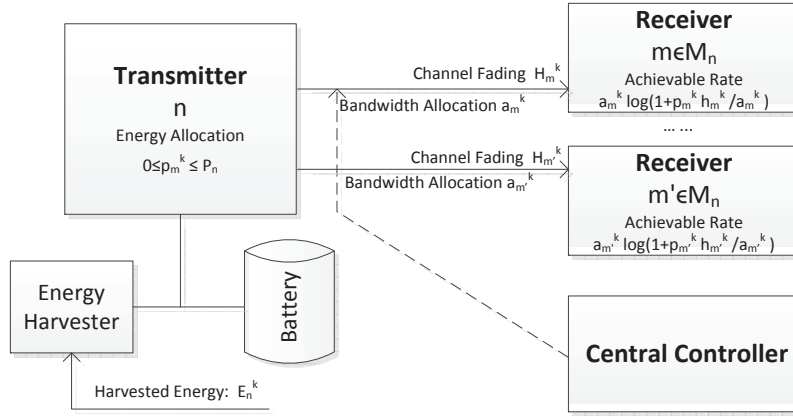 Transmitter
n
Energy Allocation
0≤p_m^k ≤ P_n
Channel Fading H_m^k
Bandwidth Allocation a_m^k
Receiver
mϵM_n
Achievable Rate
a_m^k log(1+p_m^k h_m^k /a_m^k )
... ...
Channel Fading H_m'^k
Bandwidth Allocation a_m'^k
Receiver
m'ϵM_n
Achievable Rate
a_m'^k log(1+p_m'^k h_m'^k /a_m'^k )
Energy
Harvester
Battery
Central Controller
Harvested Energy: E_n^k